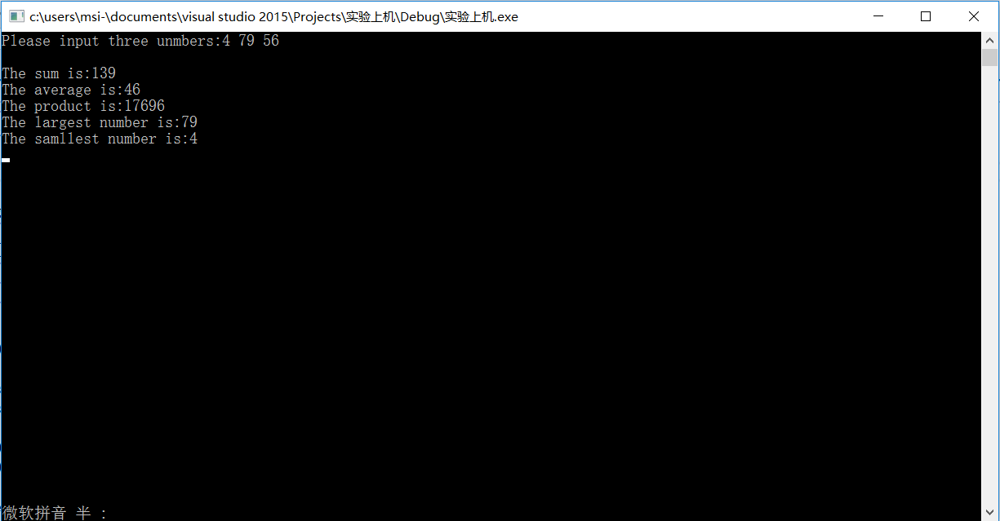 c:\users\msi-\documents\visual studio 2015\Projects\实验上机\Debug\实验上机.exe
Please input three unmbers:4 79 56
The sum is:139
The average is:46
The product is:17696
The largest number is:79
The samllest number is:4
微软拼音 半 :